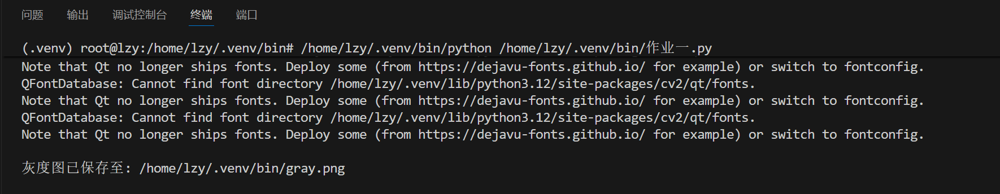 问题 输出 调试控制台 终端 端口
(.venv) root@lzy:/home/lzy/.venv/bin# /home/lzy/.venv/bin/python /home/lzy/.venv/bin/作业一.py
Note that Qt no longer ships fonts. Deploy some (from https://dejavu-fonts.github.io/ for example) or switch to fontconfig.
QFontDatabase: Cannot find font directory /home/lzy/.venv/lib/python3.12/site-packages/cv2/qt/fonts.
Note that Qt no longer ships fonts. Deploy some (from https://dejavu-fonts.github.io/ for example) or switch to fontconfig.
QFontDatabase: Cannot find font directory /home/lzy/.venv/lib/python3.12/site-packages/cv2/qt/fonts.
Note that Qt no longer ships fonts. Deploy some (from https://dejavu-fonts.github.io/ for example) or switch to fontconfig.
灰度图已保存至: /home/lzy/.venv/bin/gray.png